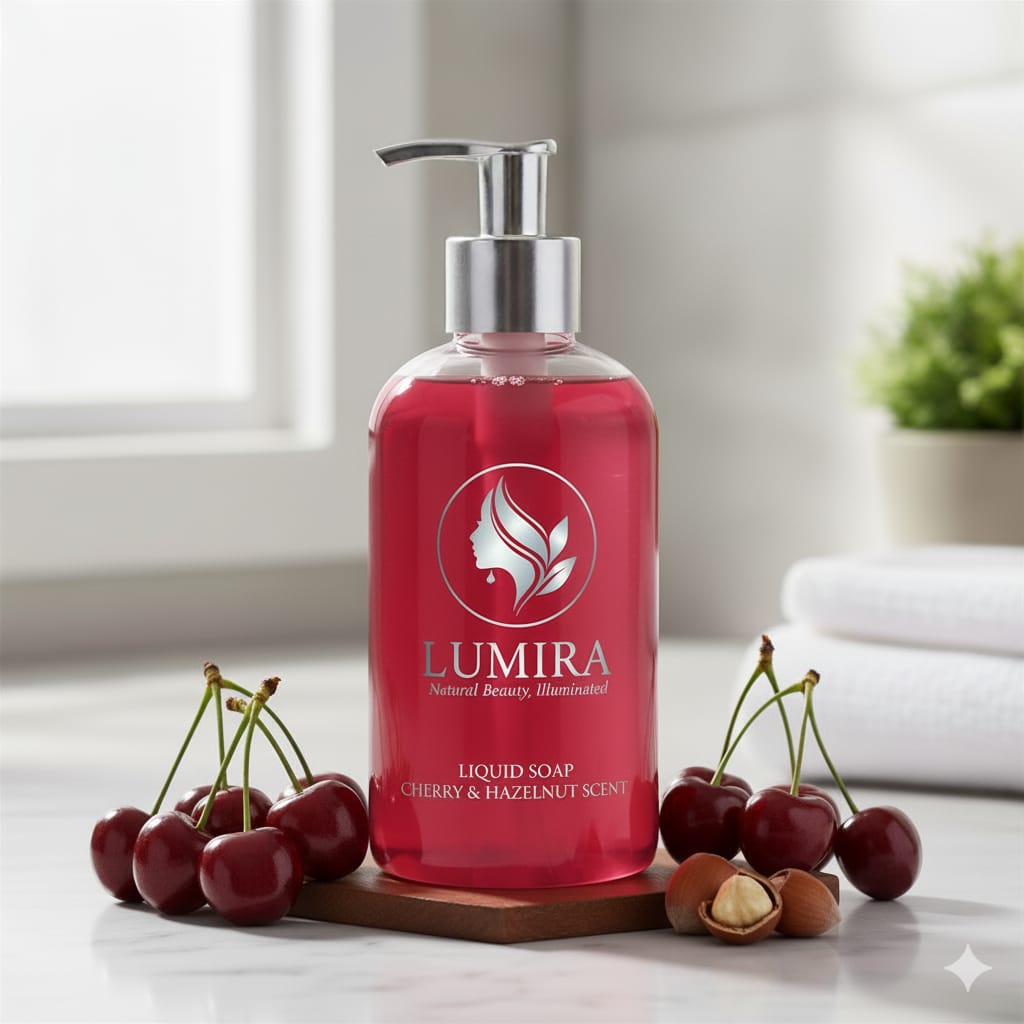 LUMIRA
Natural Beauty, Illuminated
LIQUID SOAP
CHERRY & HAZELNUT SCENT